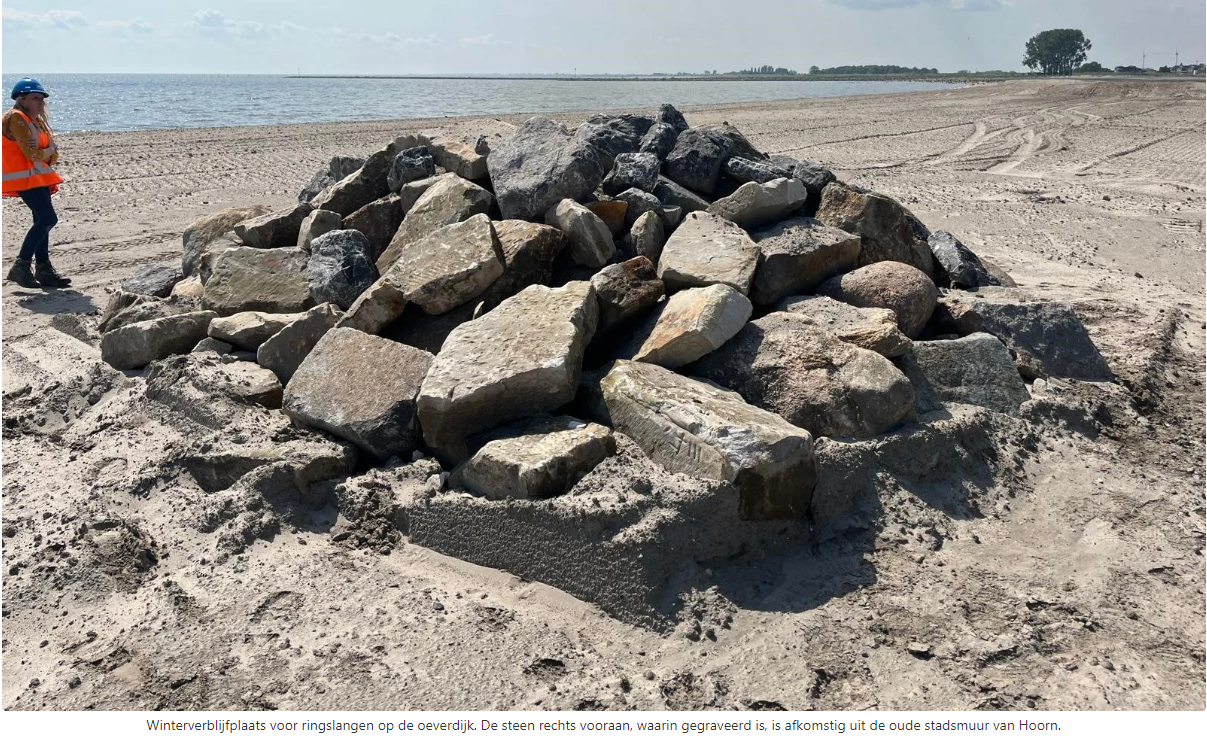 Winterverblijfplaats voor ringslangen op de oeverdijk. De steen rechts vooraan, waarin gegraveerd is, is afkomstig uit de oude stadsmuur van Hoorn.